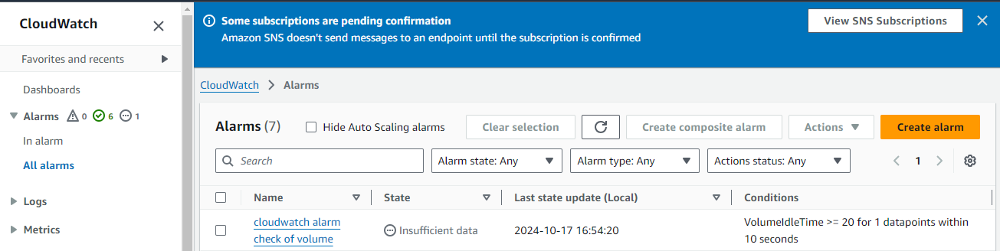 CloudWatch
Favorites and recents
Dashboards
Alarms 0 6 1
In alarm
All alarms
Logs
Metrics
Some subscriptions are pending confirmation
Amazon SNS doesn't send messages to an endpoint until the subscription is confirmed
View SNS Subscriptions
CloudWatch > Alarms
Alarms (7)
Hide Auto Scaling alarms
Clear selection
Create composite alarm
Actions
Create alarm
Search
Alarm state: Any
Alarm type: Any
Actions status: Any
1
Name
State
Last state update (Local)
Conditions
cloudwatch alarm
check of volume
Insufficient data
2024-10-17 16:54:20
VolumeIdleTime >= 20 for 1 datapoints within
10 seconds